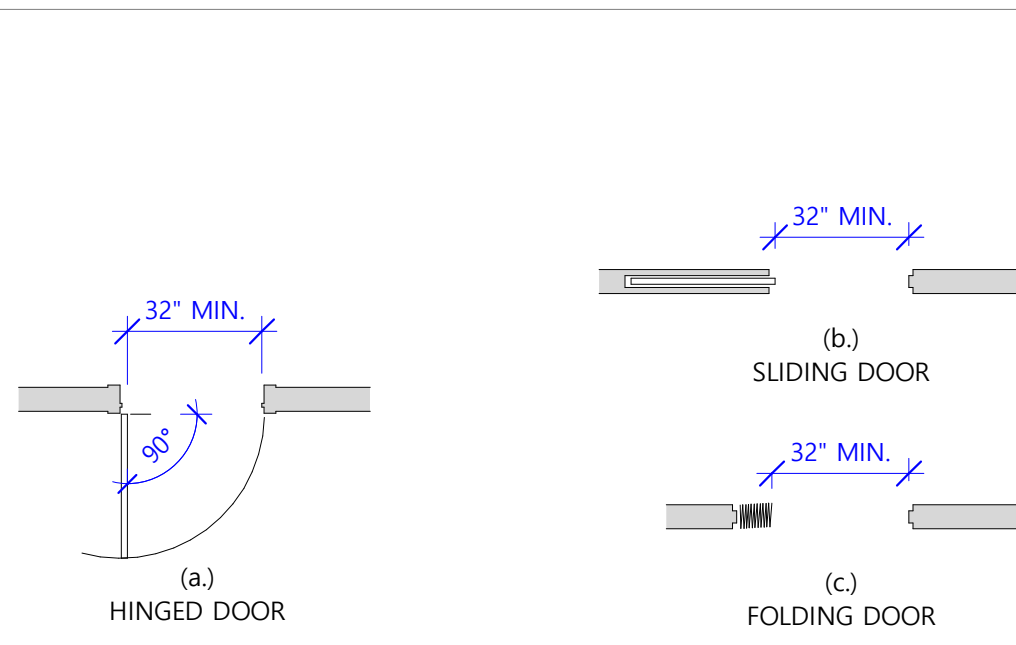 32" MIN.
90°
(a.)
HINGED DOOR
32" MIN.
(b.)
SLIDING DOOR
32" MIN.
(c.)
FOLDING DOOR